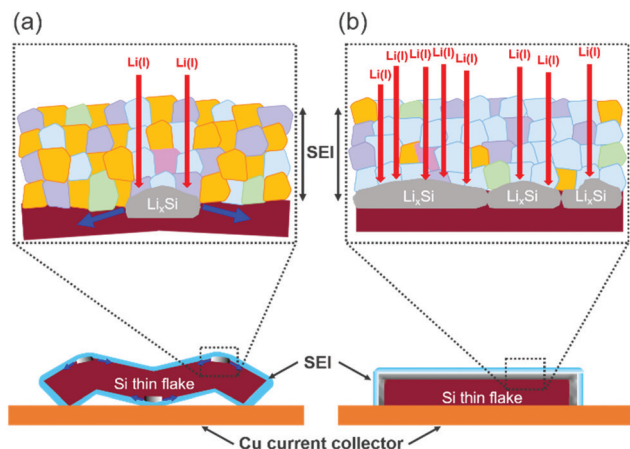 (a)
(b)
Li(I)
Li(I)
Li(I)
Li(I)
Li(I)
Li(I)
Li(I)
Li(I)
Li(I)
Li(I)
SEI
LixSi
LixSi
LixSi
LixSi
SEI
Si thin flake
Si thin flake
Cu current collector